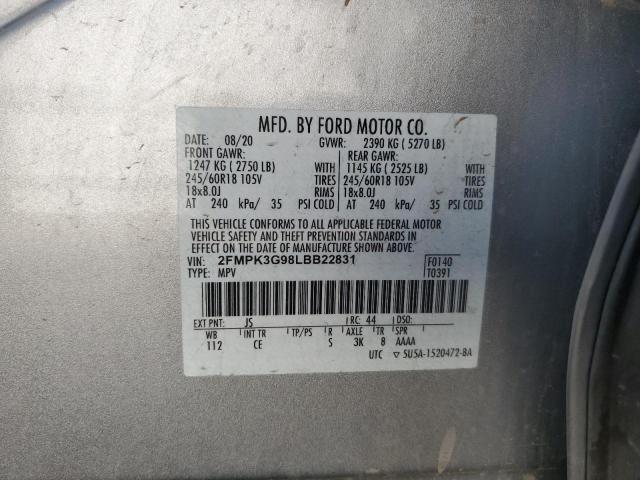 MFD. BY FORD MOTOR CO.
DATE: 08/20 GVWR: 2390 KG ( 5270 LB)
FRONT GAWR: REAR GAWR:
1247 KG ( 2750 LB) WITH 1145 KG ( 2525 LB) WITH
245/60R18 105V TIRES 245/60R18 105V TIRES
18x8.0J RIMS 18x8.0J RIMS
AT 240 kPa/ 35 PSI COLD AT 240 kPa/ 35 PSI COLD
THIS VEHICLE CONFORMS TO ALL APPLICABLE FEDERAL MOTOR
VEHICLE SAFETY AND THEFT PREVENTION STANDARDS IN
EFFECT ON THE DATE OF MANUFACTURE SHOWN ABOVE.
VIN: 2FMPK3G98LBB22831 F0140
TYPE: MPV T0391
EXT PNT: JS RC: 44 DSO:
WB INT TR TP/PS R AXLE TR SPR
112 CE S 3K 8 AAAA
UTC ▽ SU5A-1520472-BA